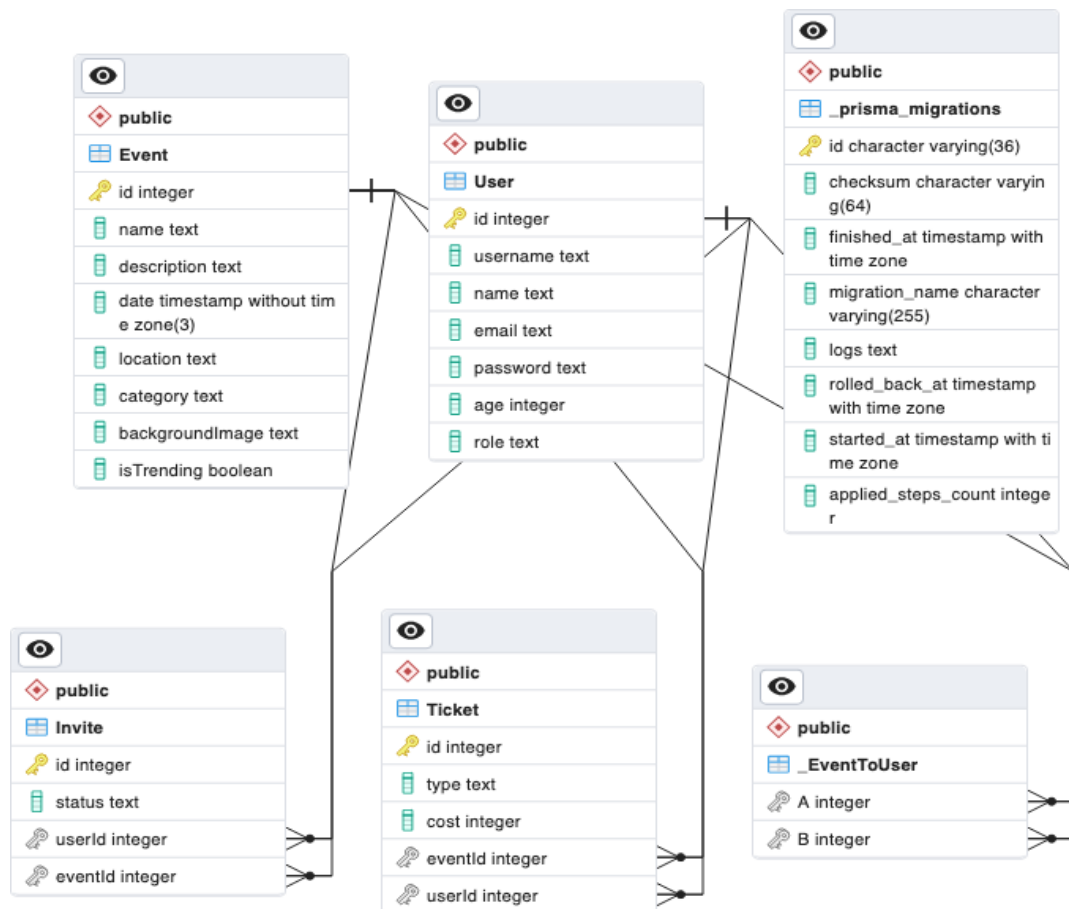 public
Event
id integer
name text
description text
date timestamp without tim
e zone(3)
location text
category text
backgroundImage text
isTrending boolean
public
User
id integer
username text
name text
email text
password text
age integer
role text
public
_prisma_migrations
id character varying(36)
checksum character varyin
g(64)
finished_at timestamp with
time zone
migration_name character
varying(255)
logs text
rolled_back_at timestamp
with time zone
started_at timestamp with ti
me zone
applied_steps_count intege
r
public
Invite
id integer
status text
userId integer
eventId integer
public
Ticket
id integer
type text
cost integer
eventId integer
userId integer
public
_EventToUser
A integer
B integer